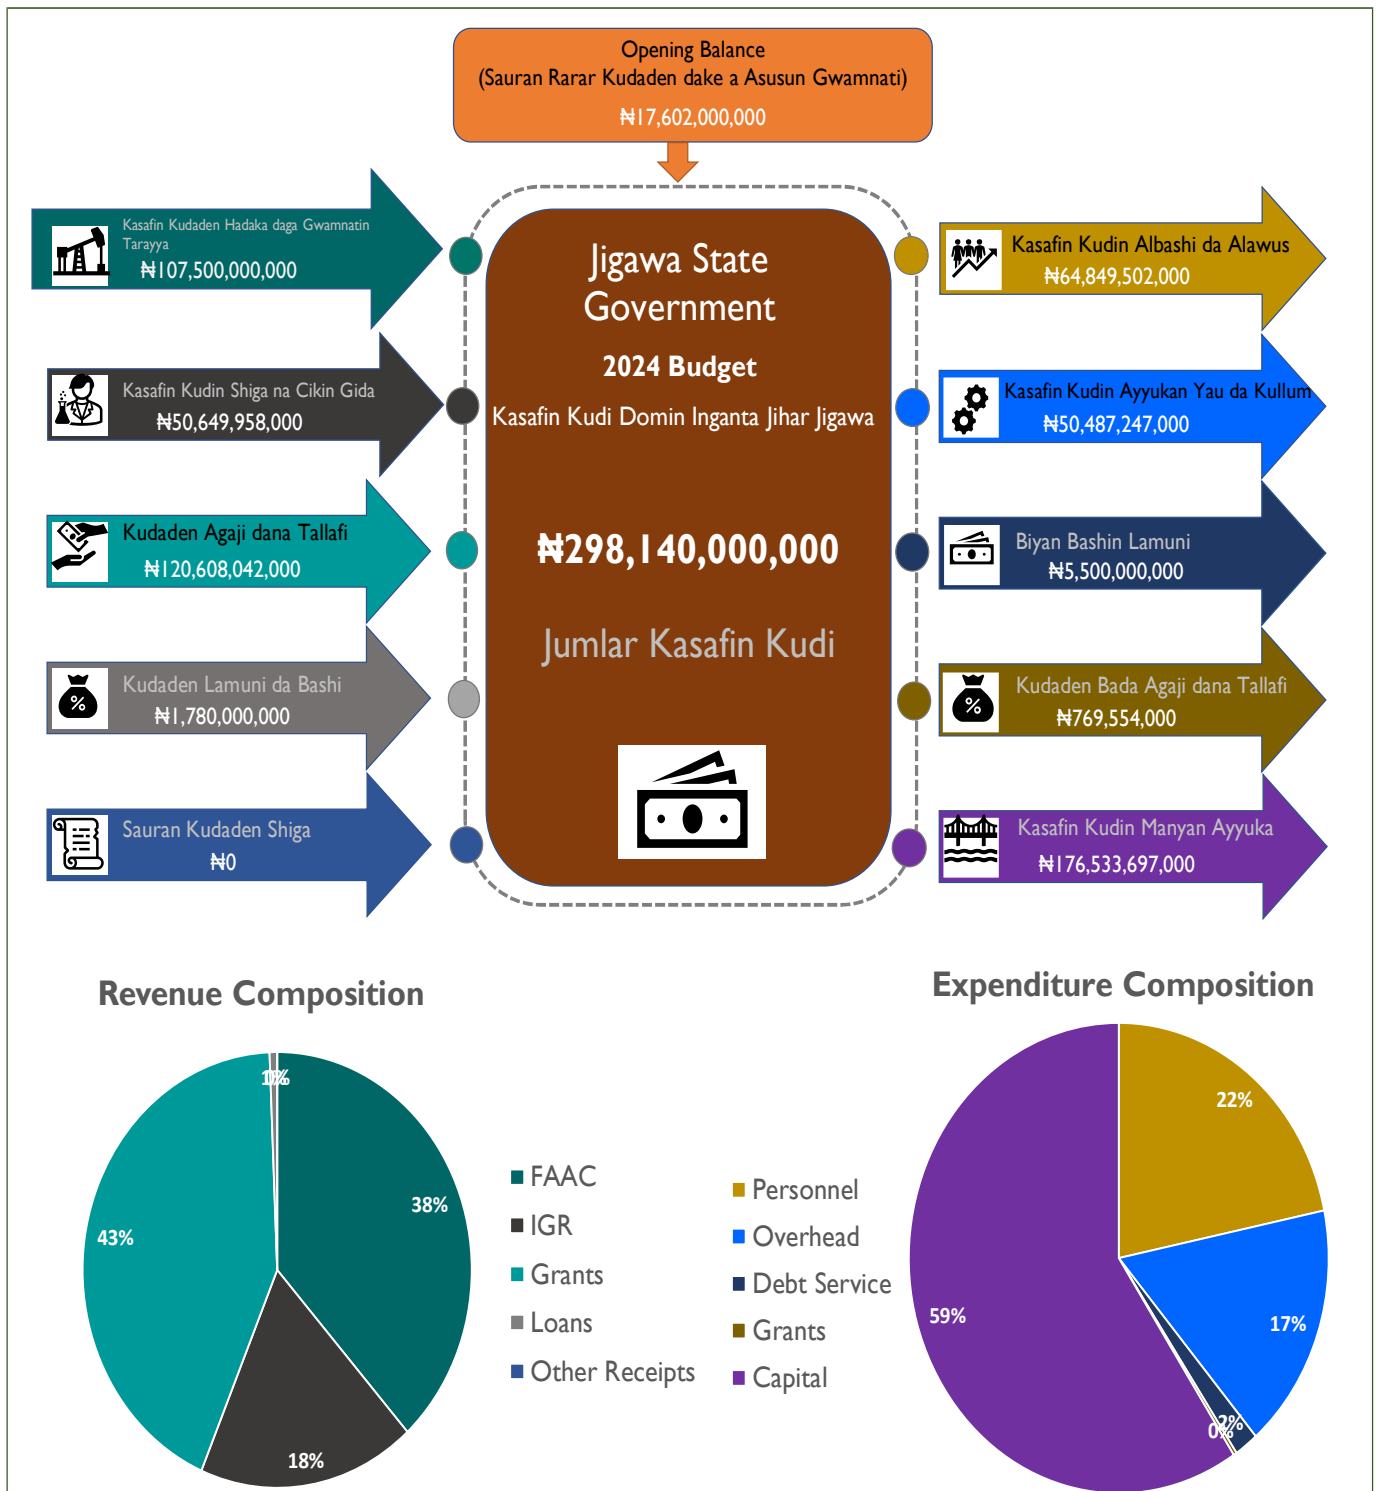 Opening Balance
(Sauran Rarar Kudaden dake a Asusun Gwamnati)
₦17,602,000,000
Kasafin Kudaden Hadaka daga Gwamnatin
Tarayya
₦107,500,000,000
Kasafin Kudin Shiga na Cikin Gida
₦50,649,958,000
Kudaden Agaji dana Tallafi
₦120,608,042,000
Kudaden Lamuni da Bashi
₦1,780,000,000
Sauran Kudaden Shiga
₦0
Jigawa State
Government
2024 Budget
Kasafin Kudi Domin Inganta Jihar Jigawa
₦298,140,000,000
Jumlar Kasafin Kudi
Kasafin Kudin Albashi da Alawus
₦64,849,502,000
Kasafin Kudin Ayyukan Yau da Kullum
₦50,487,247,000
Biyan Bashin Lamuni
₦5,500,000,000
Kudaden Bada Agaji dana Tallafi
₦769,554,000
Kasafin Kudin Manyan Ayyuka
₦176,533,697,000
Revenue Composition
1%
0%
38%
43%
18%
FAAC
IGR
Grants
Loans
Other Receipts
Expenditure Composition
22%
17%
2%
0%
59%
Personnel
Overhead
Debt Service
Grants
Capital